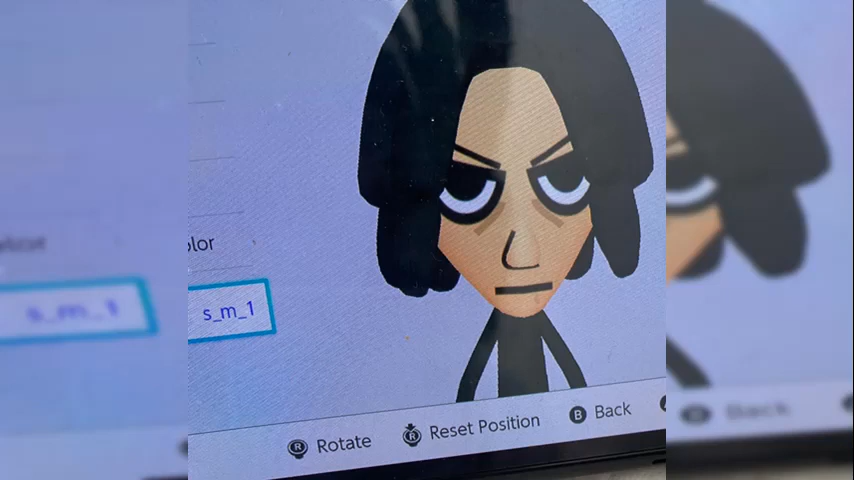 olor
s_m_1
R Rotate R Reset Position B Back